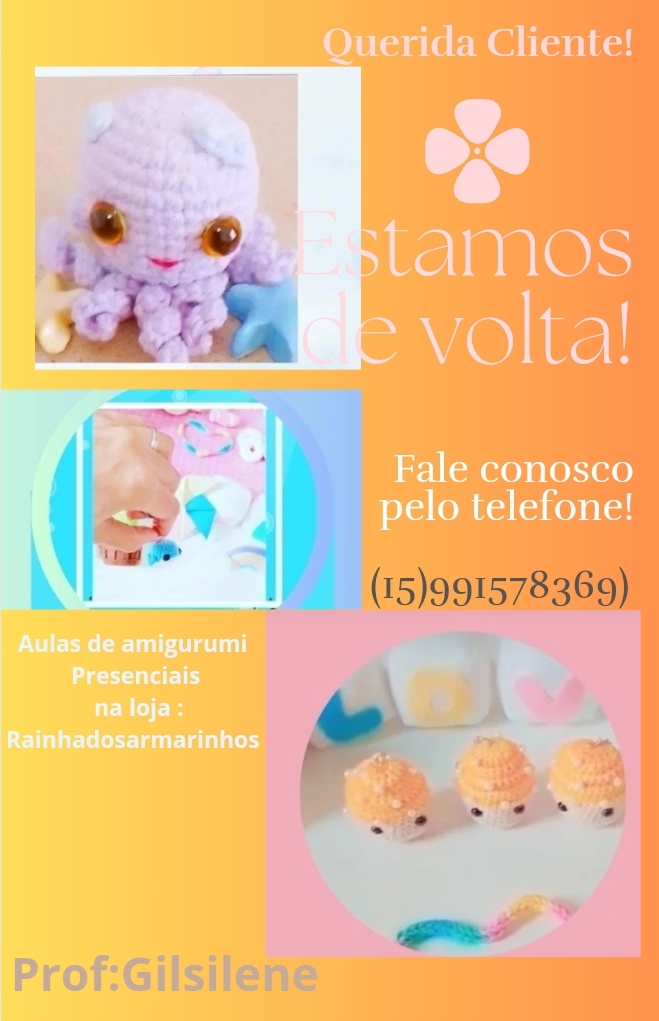 Querida Cliente!
Estamos
de volta!
Fale conosco
pelo telefone!
(15)991578369)
Aulas de amigurumi
Presenciais
na loja :
Rainhadosarmarinhos
Prof:Gilsilene